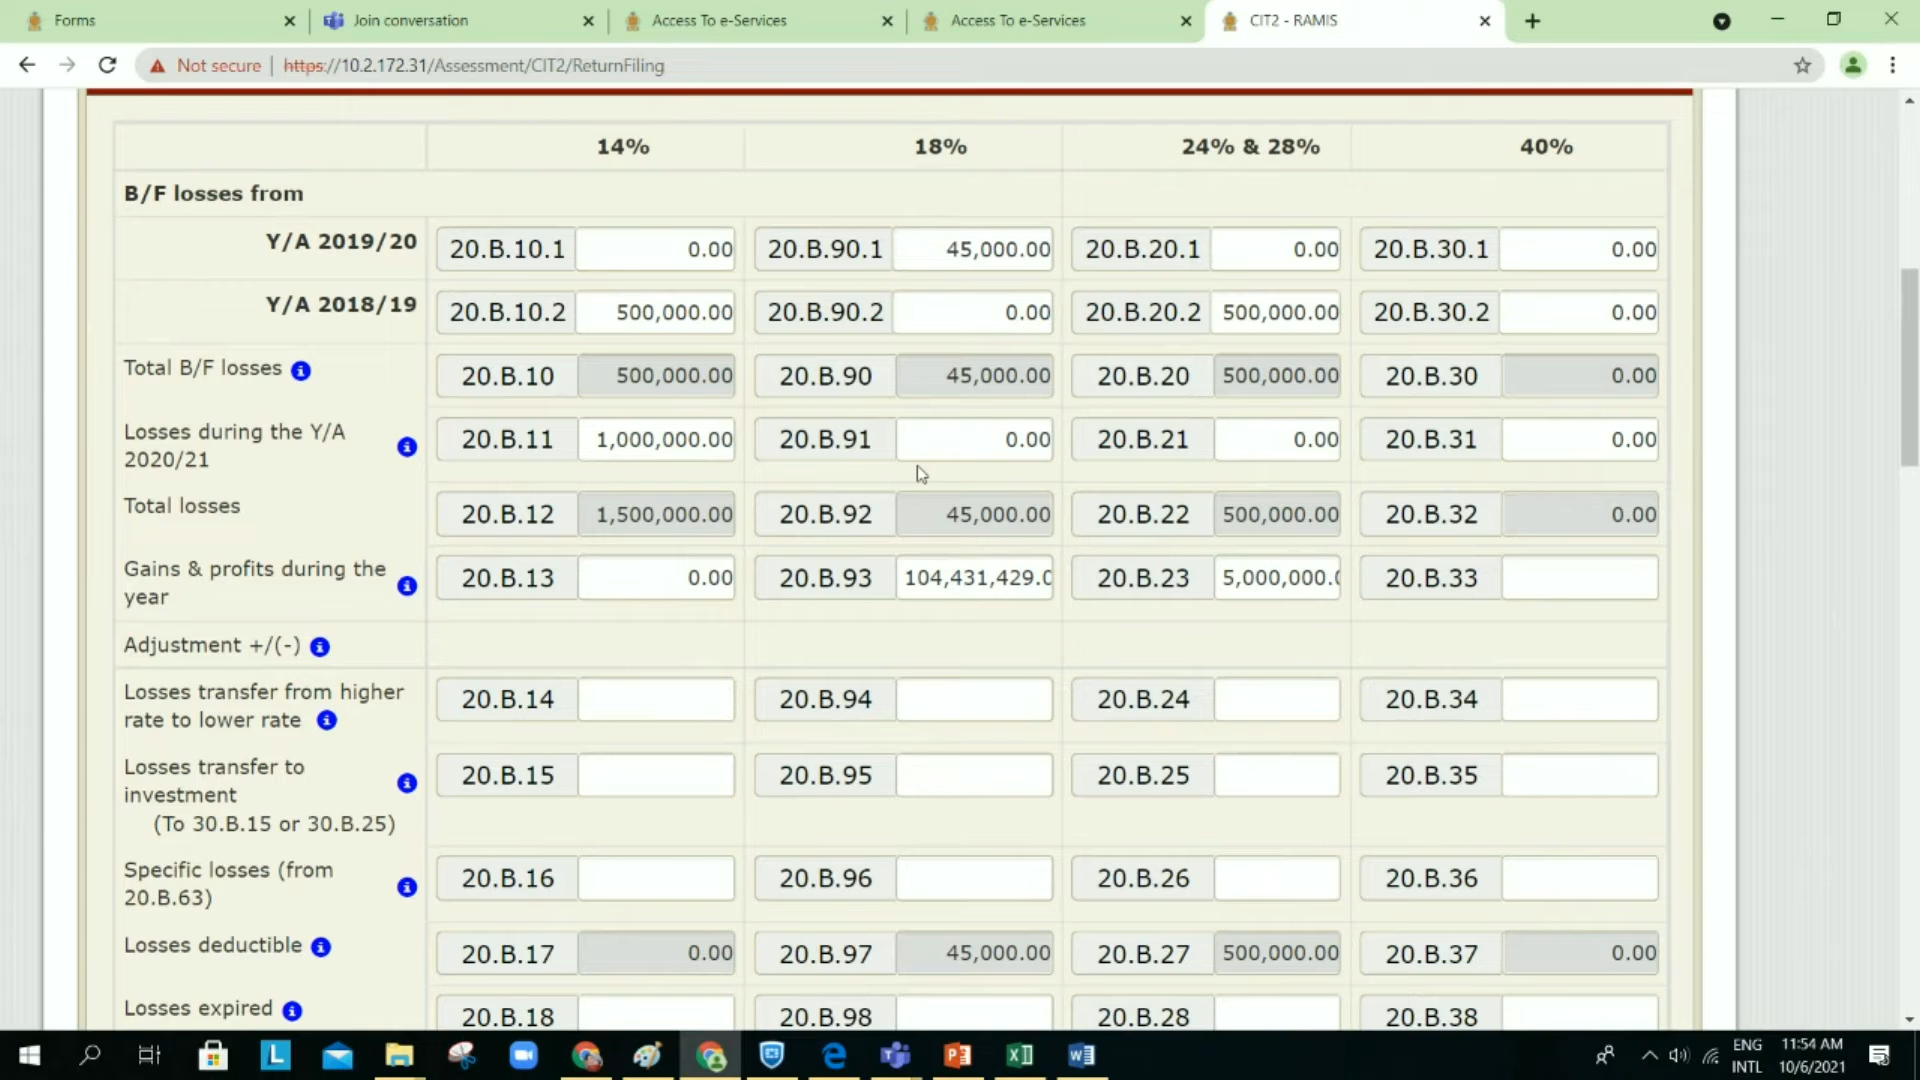 Forms
Join conversation
Access To e-Services
Access To e-Services
CIT2 - RAMIS
Not secure | https://10.2.172.31/Assessment/CIT2/ReturnFiling
14% 18% 24% & 28% 40%
B/F losses from
Y/A 2019/20 20.B.10.1 0.00 20.B.90.1 45,000.00 20.B.20.1 0.00 20.B.30.1 0.00
Y/A 2018/19 20.B.10.2 500,000.00 20.B.90.2 0.00 20.B.20.2 500,000.00 20.B.30.2 0.00
Total B/F losses 20.B.10 500,000.00 20.B.90 45,000.00 20.B.20 500,000.00 20.B.30 0.00
Losses during the Y/A
2020/21 20.B.11 1,000,000.00 20.B.91 0.00 20.B.21 0.00 20.B.31 0.00
Total losses 20.B.12 1,500,000.00 20.B.92 45,000.00 20.B.22 500,000.00 20.B.32 0.00
Gains & profits during the
year 20.B.13 0.00 20.B.93 104,431,429.0 20.B.23 5,000,000.0 20.B.33
Adjustment +/(-)
Losses transfer from higher
rate to lower rate 20.B.14 20.B.94 20.B.24 20.B.34
Losses transfer to
investment 20.B.15 20.B.95 20.B.25 20.B.35
(To 30.B.15 or 30.B.25)
Specific losses (from
20.B.63) 20.B.16 20.B.96 20.B.26 20.B.36
Losses deductible 20.B.17 0.00 20.B.97 45,000.00 20.B.27 500,000.00 20.B.37 0.00
Losses expired 20.B.18 20.B.98 20.B.28 20.B.38
ENG
INTL
11:54 AM
10/6/2021